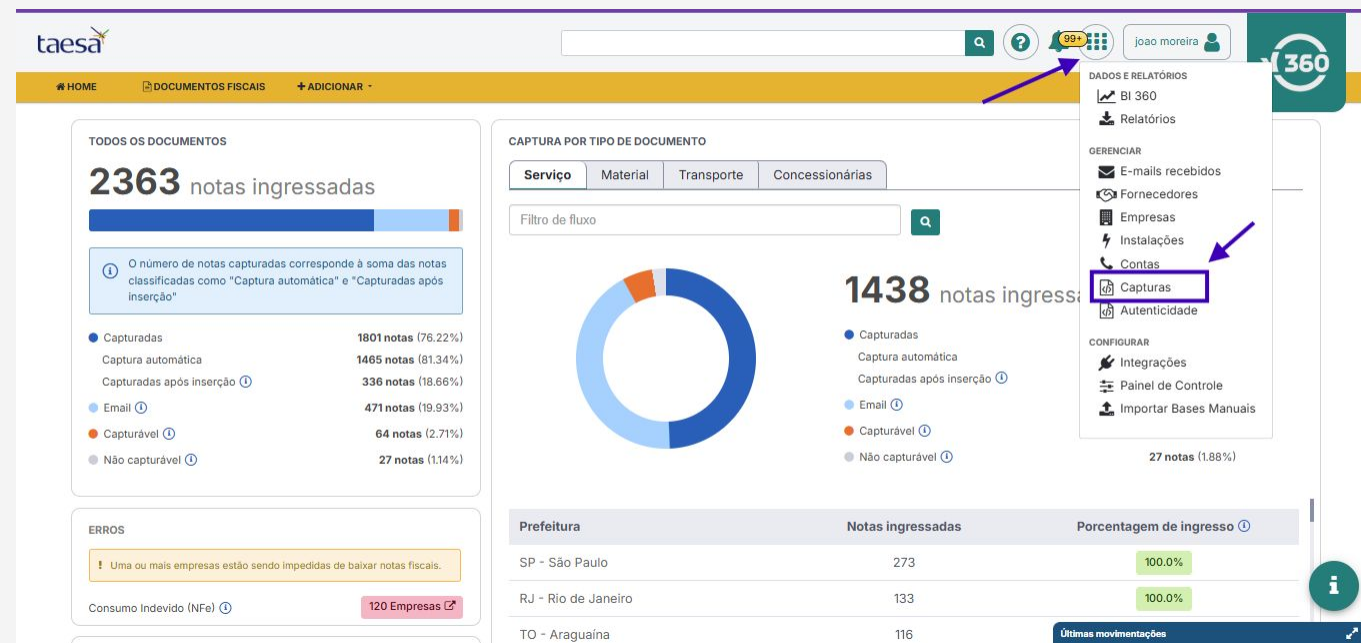 taesa
?
99+
joao moreira
360
HOME
DOCUMENTOS FISCAIS
+ ADICIONAR
DADOS E RELATÓRIOS
BI 360
Relatórios
GERENCIAR
E-mails recebidos
Fornecedores
Empresas
Instalações
Contas
Capturas
Autenticidade
CONFIGURAR
Integrações
Painel de Controle
Importar Bases Manuais
TODOS OS DOCUMENTOS
2363 notas ingressadas
O número de notas capturadas corresponde à soma das notas
classificadas como "Captura automática" e "Capturadas após
inserção"
Capturadas 1801 notas (76.22%)
Captura automática 1465 notas (81.34%)
Capturadas após inserção 336 notas (18.66%)
Email 471 notas (19.93%)
Capturável 64 notas (2.71%)
Não capturável 27 notas (1.14%)
ERROS
! Uma ou mais empresas estão sendo impedidas de baixar notas fiscais.
Consumo Indevido (NFe) 120 Empresas
CAPTURA POR TIPO DE DOCUMENTO
Serviço Material Transporte Concessionárias
Filtro de fluxo
1438 notas ingress
Capturadas
Captura automática
Capturadas após inserção
Email
Capturável
Não capturável 27 notas (1.88%)
Prefeitura Notas ingressadas Porcentagem de ingresso
SP - São Paulo 273 100.0%
RJ - Rio de Janeiro 133 100.0%
TO - Araguaína 116
Últimas movimentações